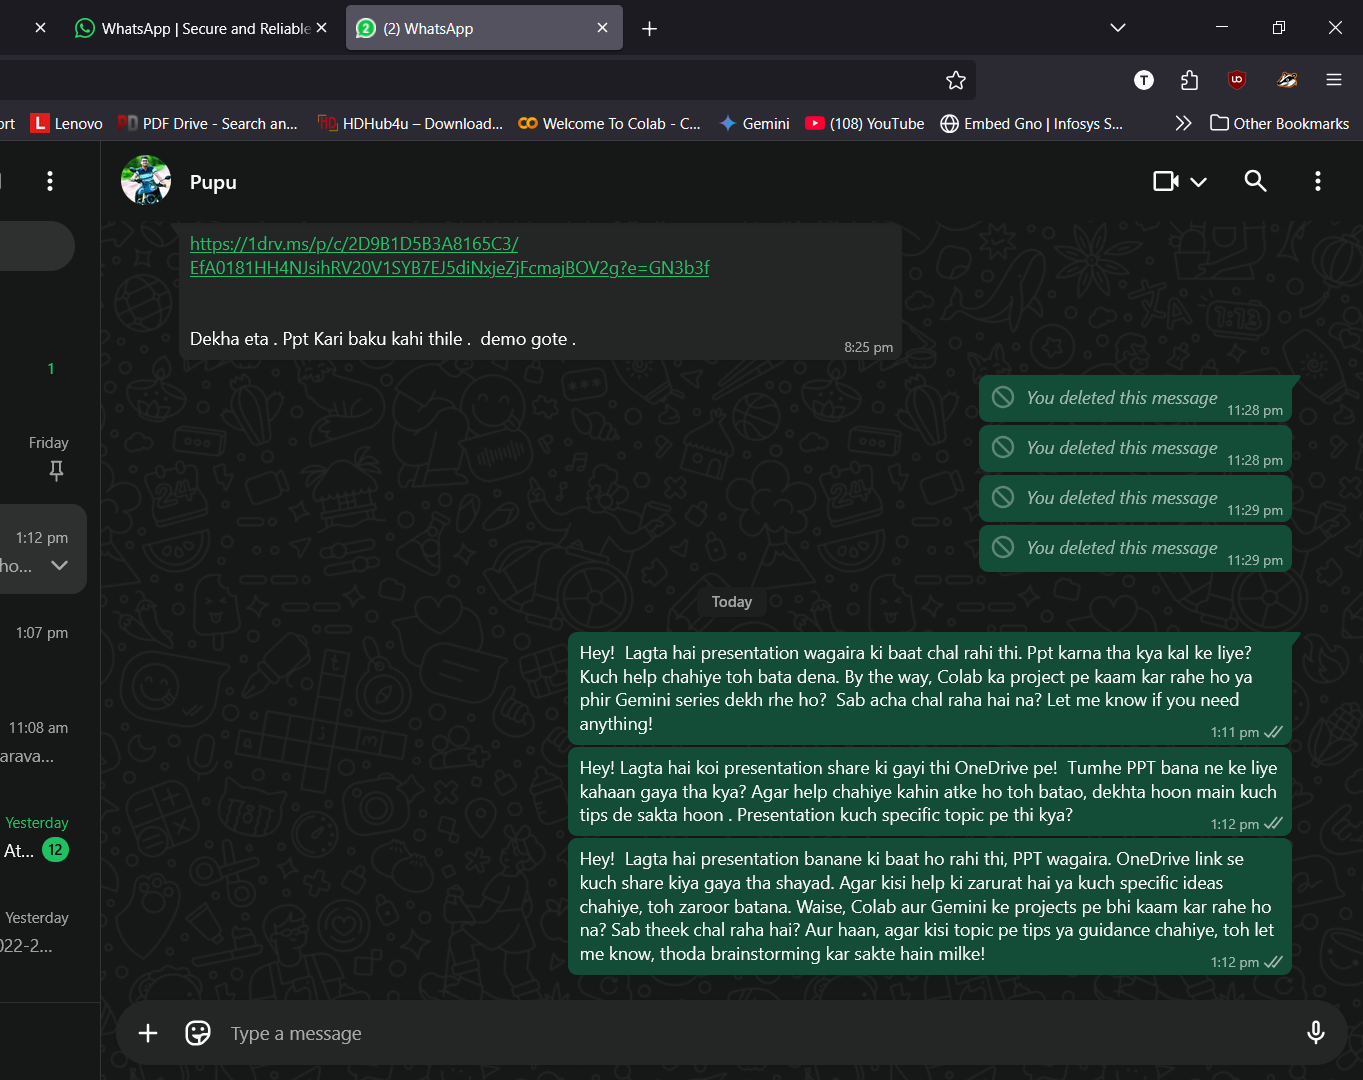 WhatsApp | Secure and Reliable
(2) WhatsApp
ort
Lenovo
PDF Drive - Search an...
HDHub4u – Download...
Welcome To Colab - C...
Gemini
(108) YouTube
Embed Gno | Infosys S...
Other Bookmarks
Pupu
https://1drv.ms/p/c/2D9B1D5B3A8165C3/
EfA0181HH4NJsihRV20V1SYB7EJ5diNxjeZjFcmajBOV2g?e=GN3b3f
Dekha eta . Ppt Kari baku kahi thile .  demo gote .
8:25 pm
You deleted this message
11:28 pm
You deleted this message
11:28 pm
You deleted this message
11:29 pm
You deleted this message
11:29 pm
Today
Hey!  Lagta hai presentation wagaira ki baat chal rahi thi. Ppt karna tha kya kal ke liye?
Kuch help chahiye toh bata dena. By the way, Colab ka project pe kaam kar rahe ho ya
phir Gemini series dekh rhe ho?  Sab acha chal raha hai na? Let me know if you need
anything!
1:11 pm
Hey! Lagta hai koi presentation share ki gayi thi OneDrive pe!  Tumhe PPT bana ne ke liye
kahaan gaya tha kya? Agar help chahiye kahin atke ho toh batao, dekhta hoon main kuch
tips de sakta hoon . Presentation kuch specific topic pe thi kya?
1:12 pm
Hey!  Lagta hai presentation banane ki baat ho rahi thi, PPT wagaira. OneDrive link se
kuch share kiya gaya tha shayad. Agar kisi help ki zarurat hai ya kuch specific ideas
chahiye, toh zaroor batana. Waise, Colab aur Gemini ke projects pe bhi kaam kar rahe ho
na? Sab theek chal raha hai? Aur haan, agar kisi topic pe tips ya guidance chahiye, toh let
me know, thoda brainstorming kar sakte hain milke!
1:12 pm
Type a message
1
Friday
1:12 pm
ho...
1:07 pm
11:08 am
arava...
Yesterday
At...
12
Yesterday
022-2...